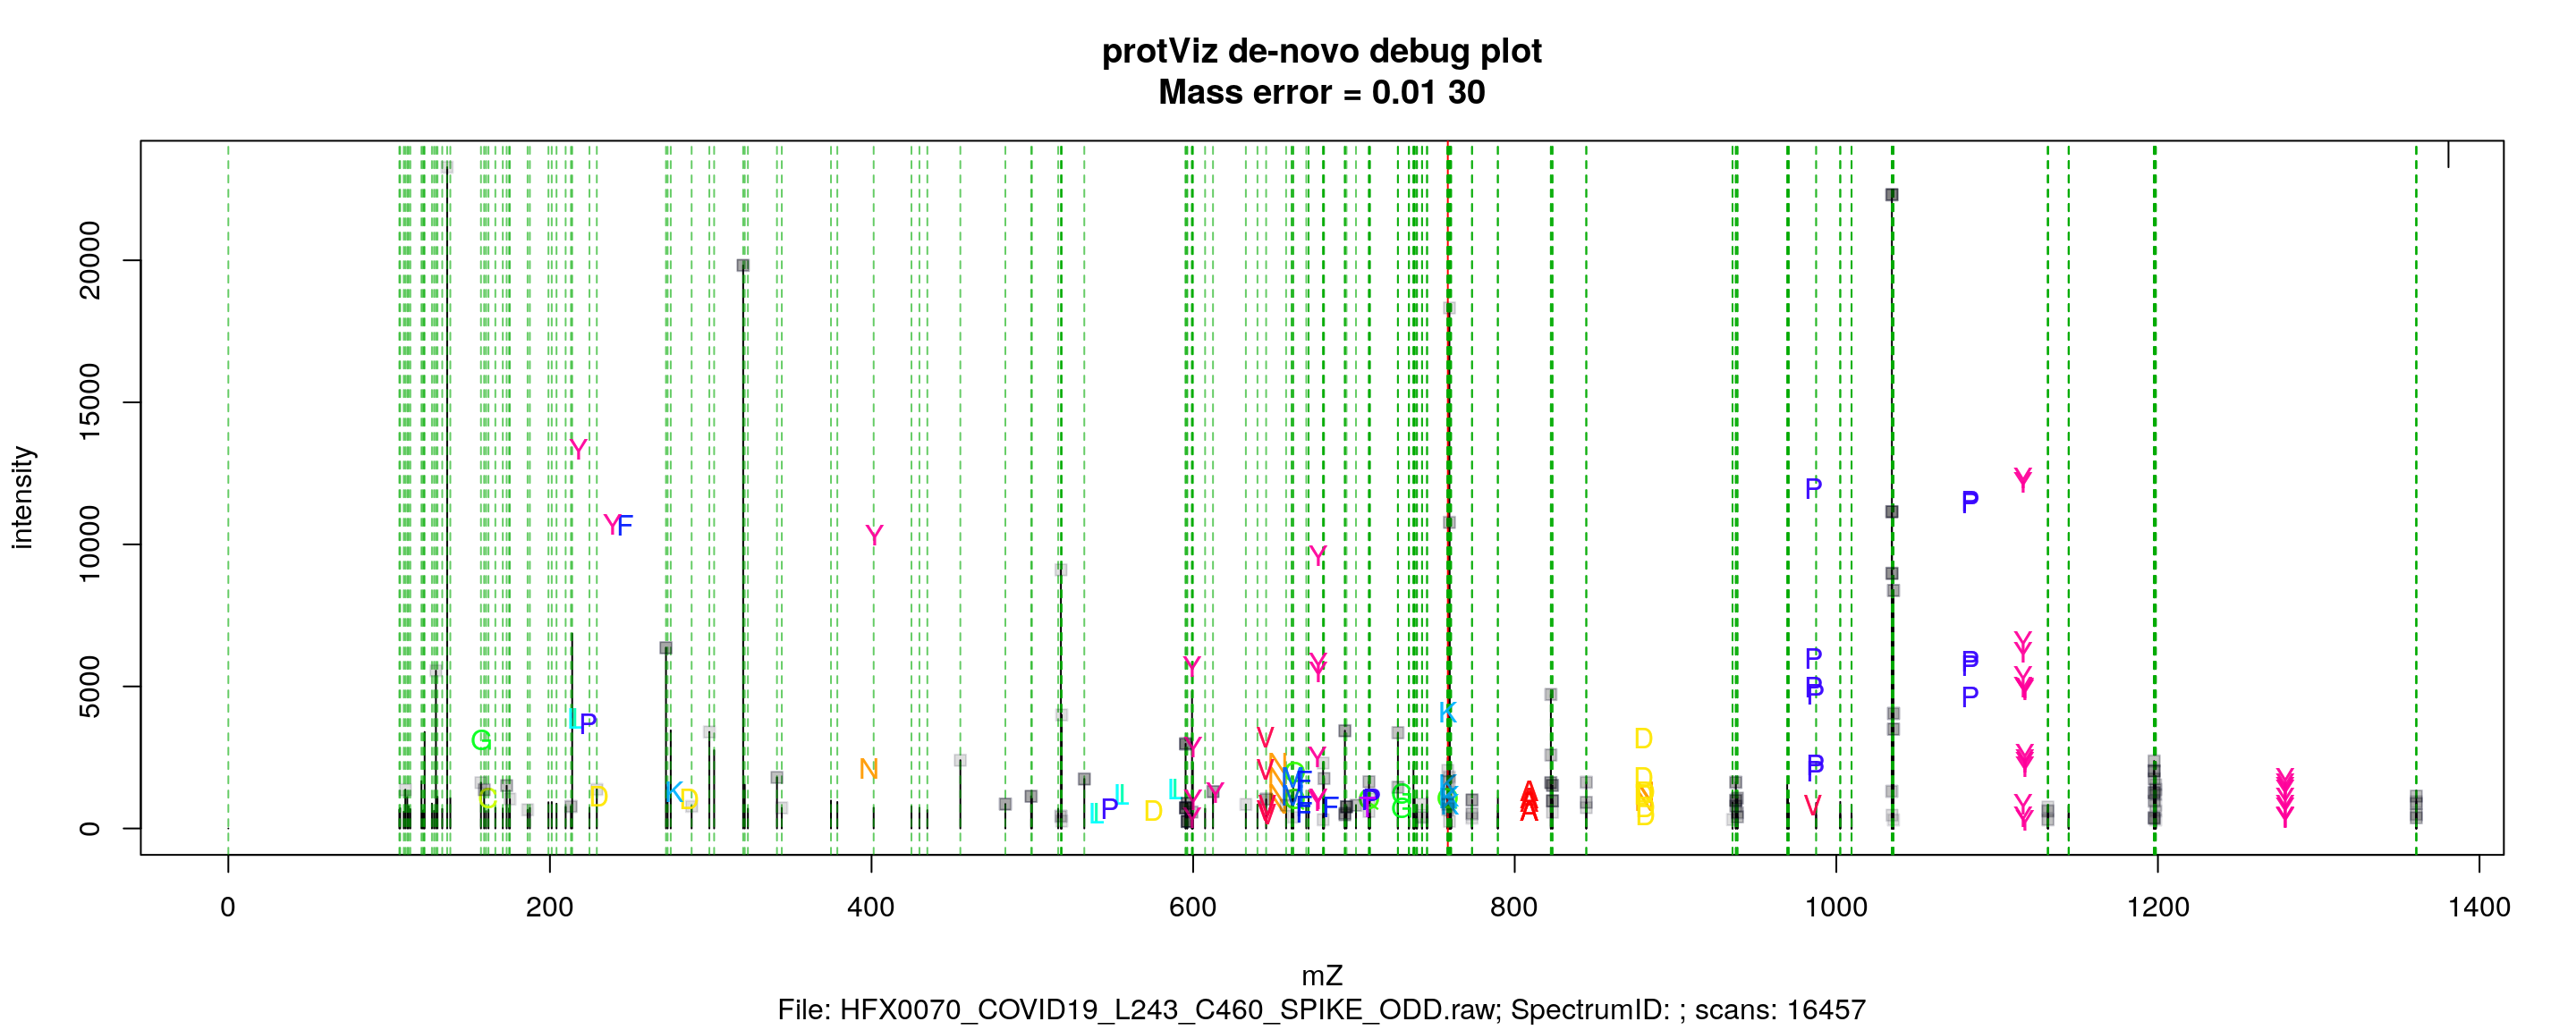 protViz de-novo debug plot
Mass error = 0.01 30
intensity
20000
15000
10000
5000
0
Y
Y F
Y
Y
P
P
Y
Y
Y
P
P
P
P
P
P
Y
Y
Y
K
L P
G
N
K
D
D
C
L
L
L
P
D
Y
V
V
G
D
D
A
V
Y
Y
0 200 400 600 800 1000 1200 1400
mZ
File: HFX0070_COVID19_L243_C460_SPIKE_ODD.raw; SpectrumID: ; scans: 16457